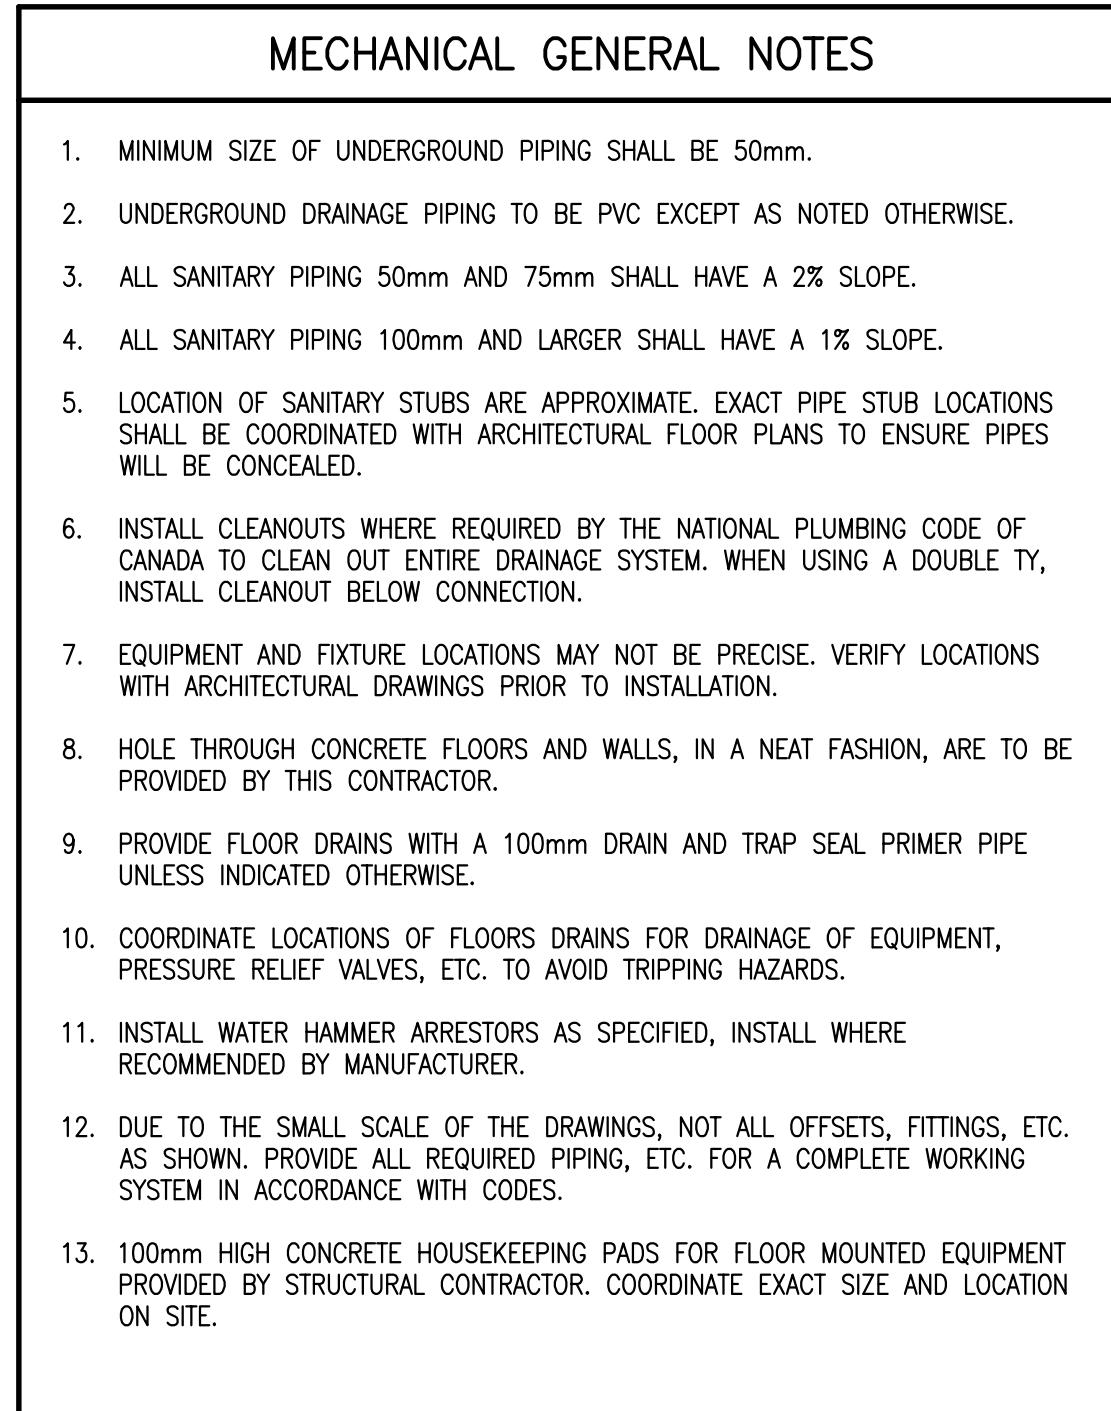 MECHANICAL GENERAL NOTES
1. MINIMUM SIZE OF UNDERGROUND PIPING SHALL BE 50mm.
2. UNDERGROUND DRAINAGE PIPING TO BE PVC EXCEPT AS NOTED OTHERWISE.
3. ALL SANITARY PIPING 50mm AND 75mm SHALL HAVE A 2% SLOPE.
4. ALL SANITARY PIPING 100mm AND LARGER SHALL HAVE A 1% SLOPE.
5. LOCATION OF SANITARY STUBS ARE APPROXIMATE. EXACT PIPE STUB LOCATIONS
SHALL BE COORDINATED WITH ARCHITECTURAL FLOOR PLANS TO ENSURE PIPES
WILL BE CONCEALED.
6. INSTALL CLEANOUTS WHERE REQUIRED BY THE NATIONAL PLUMBING CODE OF
CANADA TO CLEAN OUT ENTIRE DRAINAGE SYSTEM. WHEN USING A DOUBLE TY,
INSTALL CLEANOUT BELOW CONNECTION.
7. EQUIPMENT AND FIXTURE LOCATIONS MAY NOT BE PRECISE. VERIFY LOCATIONS
WITH ARCHITECTURAL DRAWINGS PRIOR TO INSTALLATION.
8. HOLE THROUGH CONCRETE FLOORS AND WALLS, IN A NEAT FASHION, ARE TO BE
PROVIDED BY THIS CONTRACTOR.
9. PROVIDE FLOOR DRAINS WITH A 100mm DRAIN AND TRAP SEAL PRIMER PIPE
UNLESS INDICATED OTHERWISE.
10. COORDINATE LOCATIONS OF FLOORS DRAINS FOR DRAINAGE OF EQUIPMENT,
PRESSURE RELIEF VALVES, ETC. TO AVOID TRIPPING HAZARDS.
11. INSTALL WATER HAMMER ARRESTORS AS SPECIFIED, INSTALL WHERE
RECOMMENDED BY MANUFACTURER.
12. DUE TO THE SMALL SCALE OF THE DRAWINGS, NOT ALL OFFSETS, FITTINGS, ETC.
AS SHOWN. PROVIDE ALL REQUIRED PIPING, ETC. FOR A COMPLETE WORKING
SYSTEM IN ACCORDANCE WITH CODES.
13. 100mm HIGH CONCRETE HOUSEKEEPING PADS FOR FLOOR MOUNTED EQUIPMENT
PROVIDED BY STRUCTURAL CONTRACTOR. COORDINATE EXACT SIZE AND LOCATION
ON SITE.